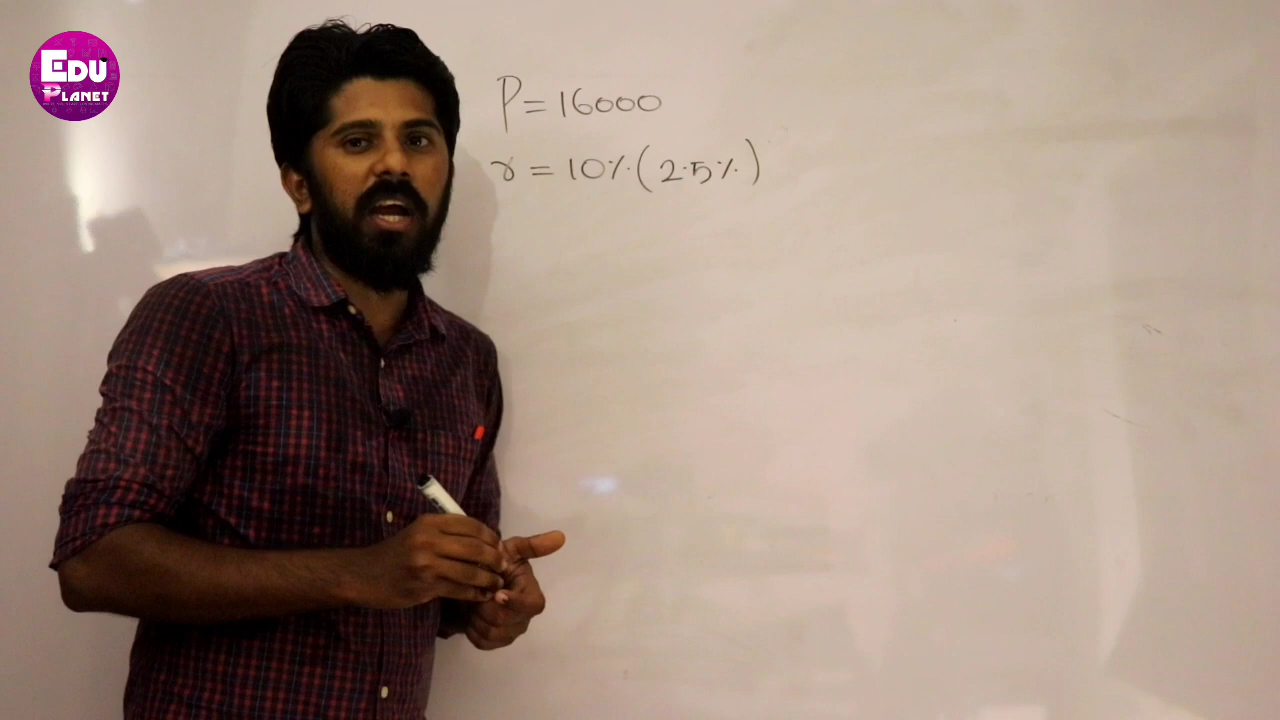 EDU
PLANET
P = 16000
r = 10% (2.5%)